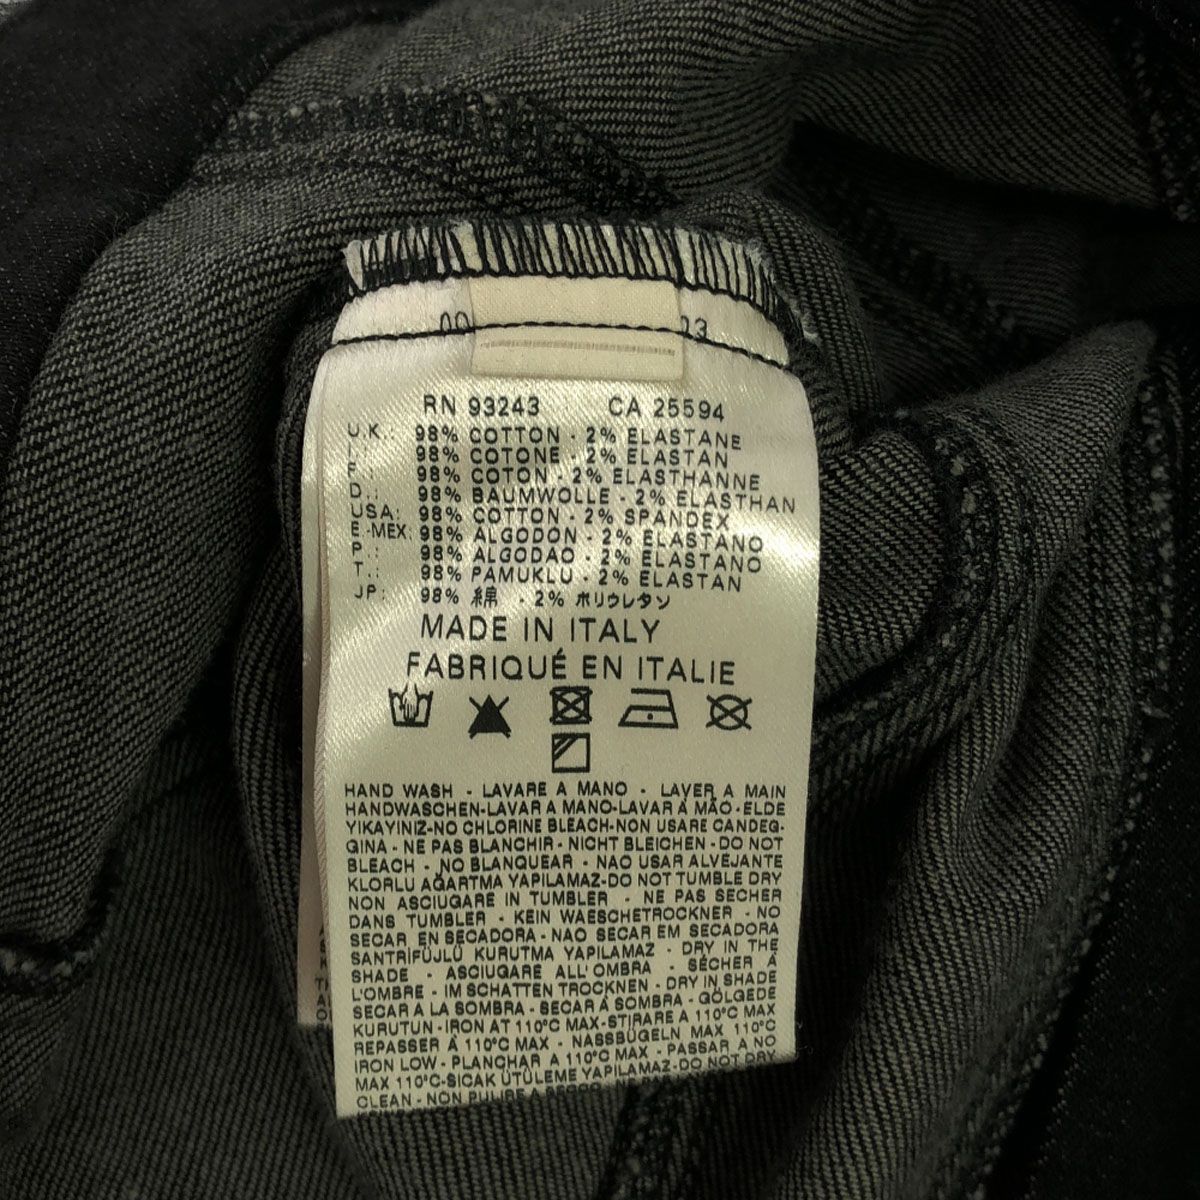 RN 93243 CA 25594
U.K.: 98% COTTON - 2% ELASTANE
I.: 98% COTONE - 2% ELASTAN
F.: 98% COTON - 2% ELASTHANNE
D.: 98% BAUMWOLLE - 2% ELASTHAN
USA: 98% COTTON - 2% SPANDEX
E-MEX: 98% ALGODON - 2% ELASTANO
P.: 98% ALGODAO - 2% ELASTANO
T.: 98% PAMUKLU - 2% ELASTAN
JP: 98% 綿 - 2% ポリウレタン
MADE IN ITALY
FABRIQUÉ EN ITALIE
HAND WASH - LAVARE A MANO - LAVER A MAIN
HANDWASCHEN-LAVAR A MANO-LAVAR A MÃO-ELDE
YIKAYINIZ-NO CHLORINE BLEACH-NON USARE CANDEG-
GINA - NE PAS BLANCHIR - NICHT BLEICHEN - DO NOT
BLEACH - NO BLANQUEAR - NAO USAR ALVEJANTE
KLORLU AĞARTMA YAPILAMAZ-DO NOT TUMBLE DRY
NON ASCIUGARE IN TUMBLER - NE PAS SECHER
DANS TUMBLER - KEIN WAESCHETROCKNER - NO
SECAR EN SECADORA - NAO SECAR EM SECADORA
SANTRİFÜJLÜ KURUTMA YAPILAMAZ - DRY IN THE
SHADE - ASCIUGARE ALL'OMBRA - SÉCHER Á
L'OMBRE - IM SCHATTEN TROCKNEN - DRY IN SHADE
SECAR A LA SOMBRA - SECAR Á SOMBRA - GÖLGEDE
KURUTUN - IRON AT 110°C MAX-STIRARE A 110°C MAX
REPASSER Á 110°C MAX - NASSBÜGELN MAX 110°C
IRON LOW - PLANCHAR A 110°C MAX - PASSAR A NO
MAX 110°C-SICAK ÜTÜLEME YAPILAMAZ-DO NOT DRY
CLEAN - NON PULIRE A SECCO - NE PAS